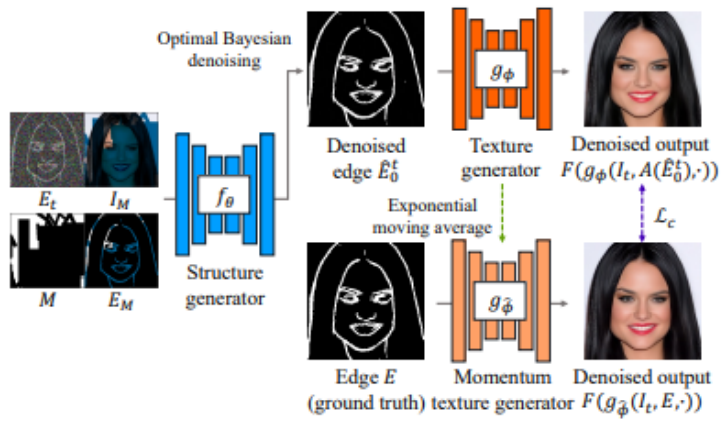 Optimal Bayesian
denoising
E_t
I_M
M
E_M
f_θ
Structure
generator
Denoised
edge Ê_0^t
g_ϕ
Texture
generator
Denoised output
F(g_ϕ(I_t, A(Ê_0^t),·))
Exponential
moving average
ℒ_c
Edge E
(ground truth)
g_ϕ̂
Momentum
texture generator
Denoised output
F(g_ϕ̂(I_t, E,·))